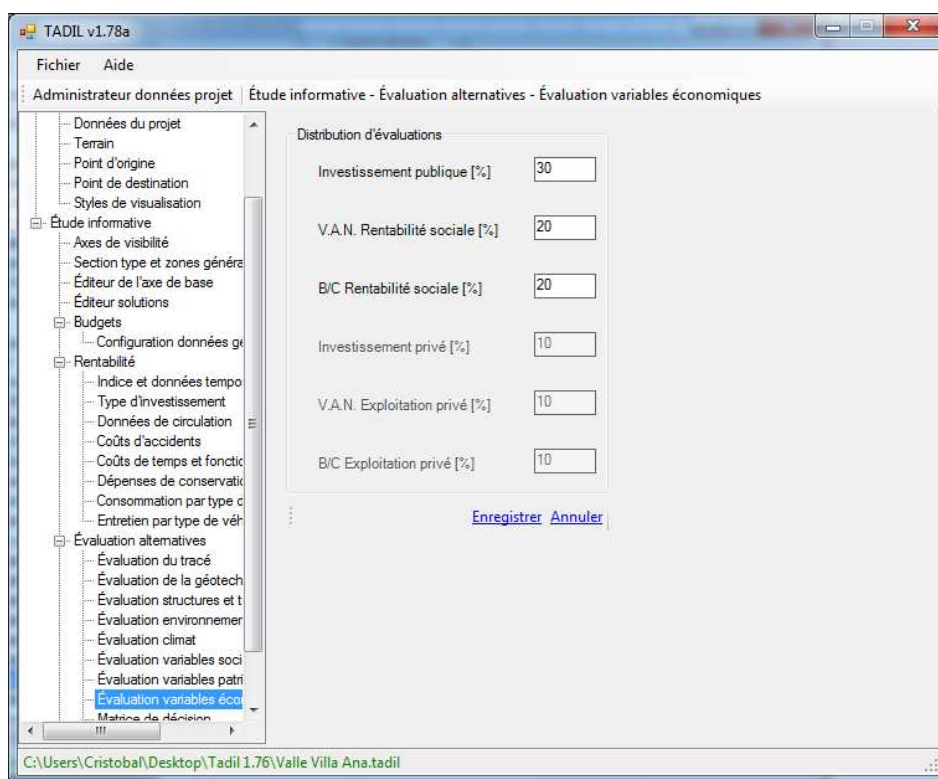 TADIL v1.78a
Fichier Aide
Administrateur données projet Étude informative - Évaluation alternatives - Évaluation variables économiques
Données du projet
Terrain
Point d'origine
Point de destination
Styles de visualisation
Étude informative
Axes de visibilité
Section type et zones généra
Éditeur de l'axe de base
Éditeur solutions
Budgets
Configuration données ge
Rentabilité
Indice et données tempo
Type d'investissement
Données de circulation
Coûts d'accidents
Coûts de temps et fonctio
Dépenses de conservatio
Consommation par type d
Entretien par type de véh
Évaluation alternatives
Évaluation du tracé
Évaluation de la géotech
Évaluation structures et t
Évaluation environnemer
Évaluation climat
Évaluation variables soci
Évaluation variables patri
Évaluation variables éco
Matrice de décision
Distribution d'évaluations
Investissement publique [%] 30
V.A.N. Rentabilité sociale [%] 20
B/C Rentabilité sociale [%] 20
Investissement privé [%] 10
V.A.N. Exploitation privé [%] 10
B/C Exploitation privé [%] 10
Enregistrer Annuler
C:\Users\Cristobal\Desktop\Tadil 1.76\Valle Villa Ana.tadil